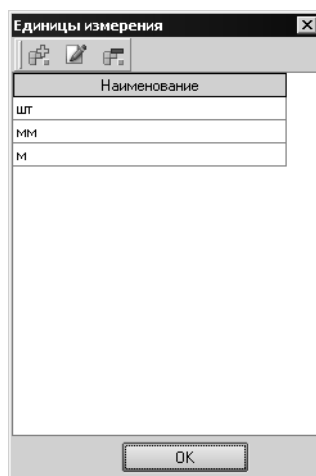 Единицы измерения
Наименование
шт
мм
м
OK